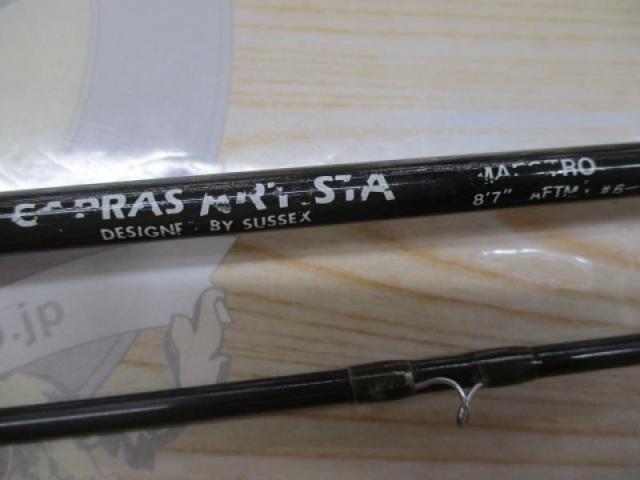 CAPRAS ARTISTA
DESIGNED BY SUSSEX
MAESTRO
8'7" AFTM #6
.jp